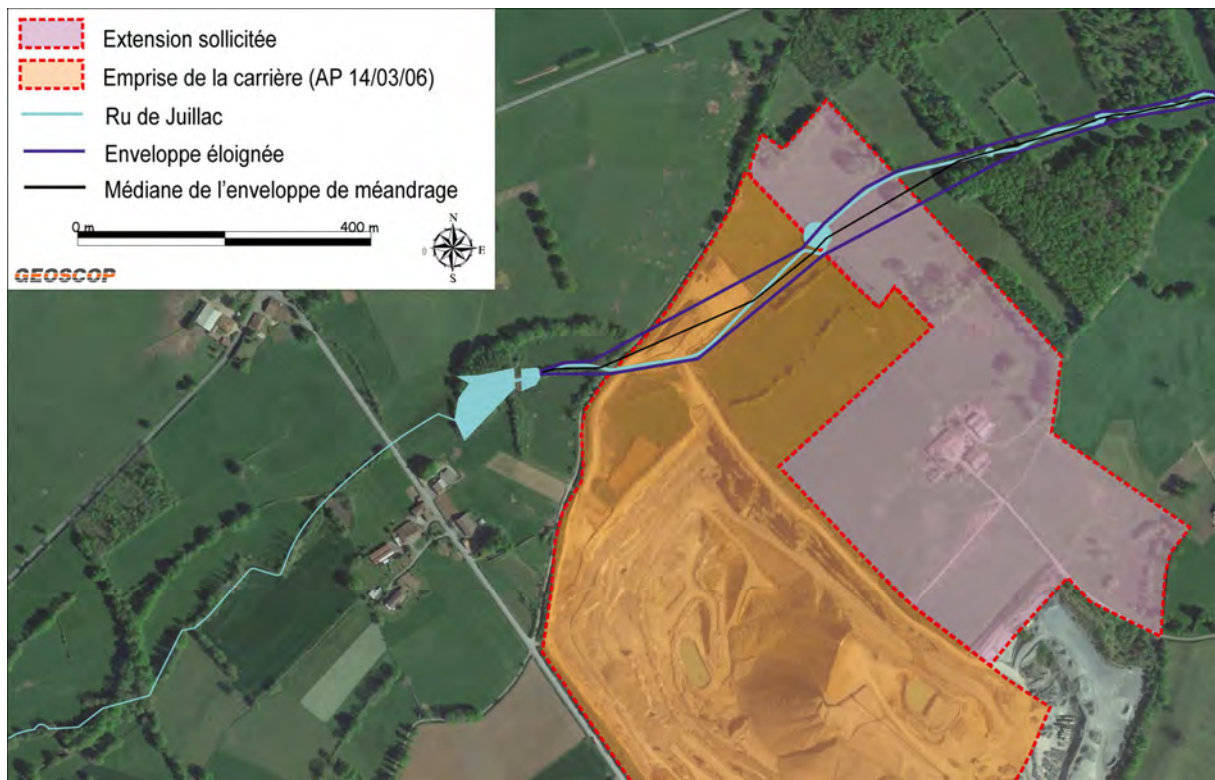 Extension sollicitée
Emprise de la carrière (AP 14/03/06)
Ru de Juillac
Enveloppe éloignée
Médiane de l'enveloppe de méandrage
0 m 400 m
N
O E
S
GEOSCOP